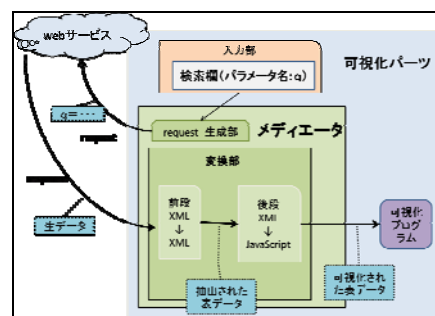 webサービス
入力部
検索欄(パラメータ名:q)
可視化パーツ
q=…
request 生成部
メディエータ
変換部
前段
XML
↓
XML
後段
XMl
↓
JavaScript
生データ
可視化
プログ
ラム
抽出された
表データ
可視化され
た表データ